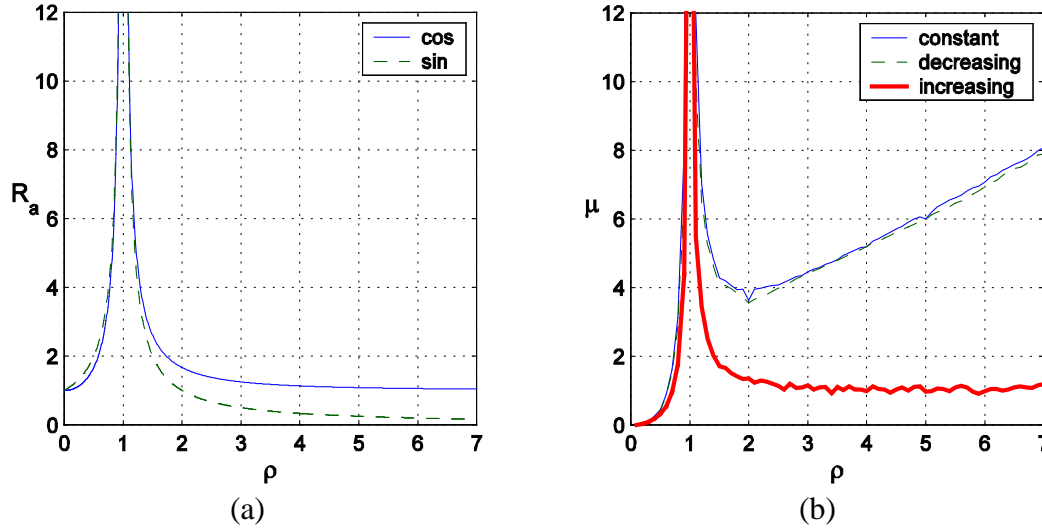 12
10
8
6
4
2
0
R_a
cos
sin
0 1 2 3 4 5 6 7
ρ
(a)
12
10
8
6
4
2
0
μ
constant
decreasing
increasing
0 1 2 3 4 5 6 7
ρ
(b)